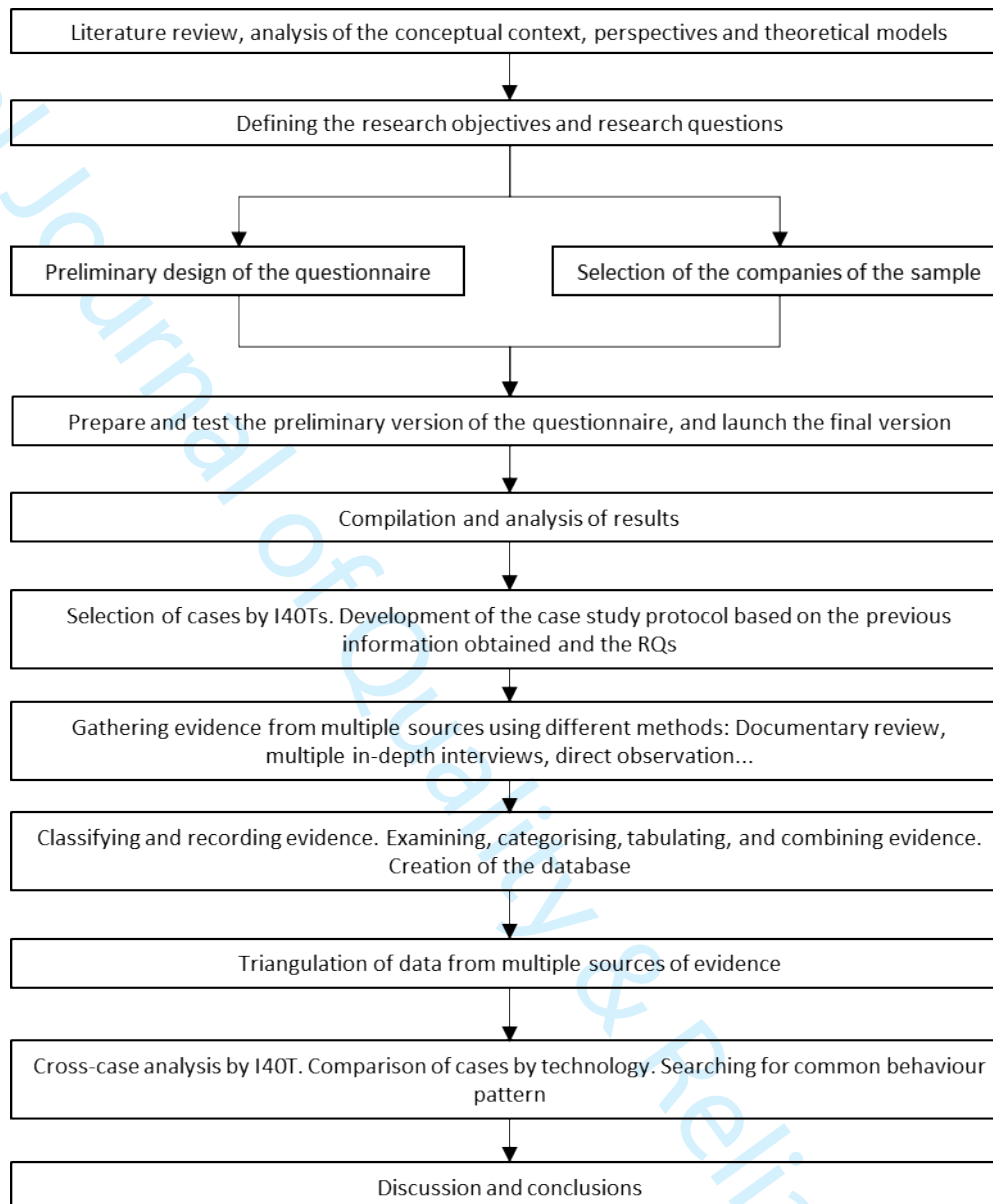 Literature review, analysis of the conceptual context, perspectives and theoretical models
Defining the research objectives and research questions
Preliminary design of the questionnaire
Selection of the companies of the sample
Prepare and test the preliminary version of the questionnaire, and launch the final version
Compilation and analysis of results
Selection of cases by I40Ts. Development of the case study protocol based on the previous
information obtained and the RQs
Gathering evidence from multiple sources using different methods: Documentary review,
multiple in-depth interviews, direct observation...
Classifying and recording evidence. Examining, categorising, tabulating, and combining evidence.
Creation of the database
Triangulation of data from multiple sources of evidence
Cross-case analysis by I40T. Comparison of cases by technology. Searching for common behaviour
pattern
Discussion and conclusions
Journal of Quality &